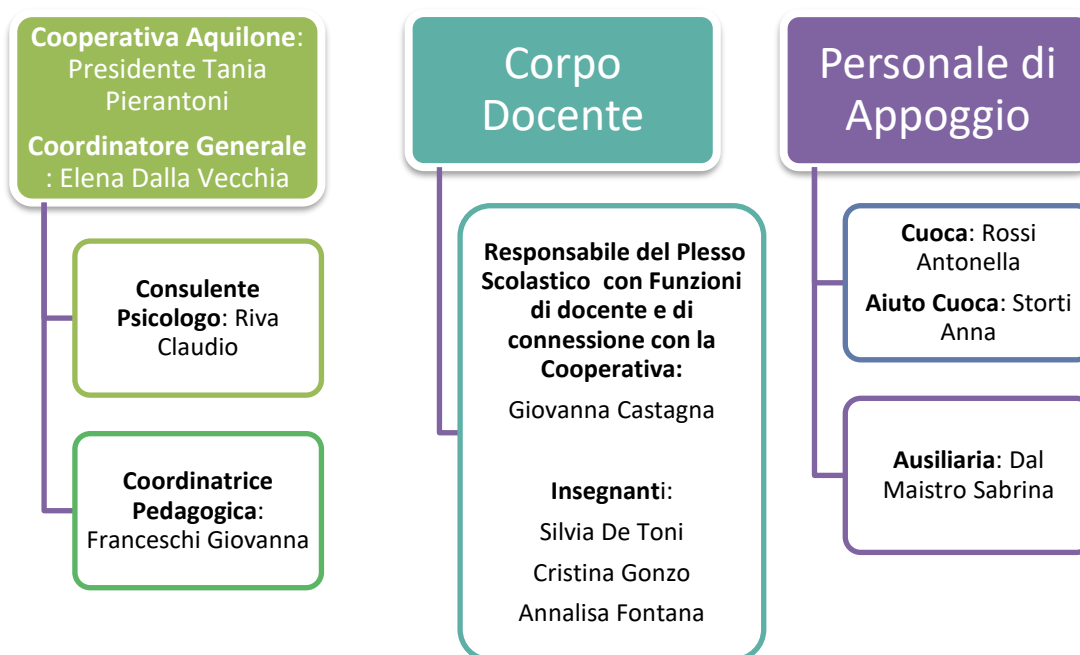 Cooperativa Aquilone:
Presidente Tania
Pierantoni
Coordinatore Generale
: Elena Dalla Vecchia
Consulente
Psicologo: Riva
Claudio
Coordinatrice
Pedagogica:
Franceschi Giovanna
Corpo
Docente
Responsabile del Plesso
Scolastico con Funzioni
di docente e di
connessione con la
Cooperativa:
Giovanna Castagna
Insegnanti:
Silvia De Toni
Cristina Gonzo
Annalisa Fontana
Personale di
Appoggio
Cuoca: Rossi
Antonella
Aiuto Cuoca: Storti
Anna
Ausiliaria: Dal
Maistro Sabrina